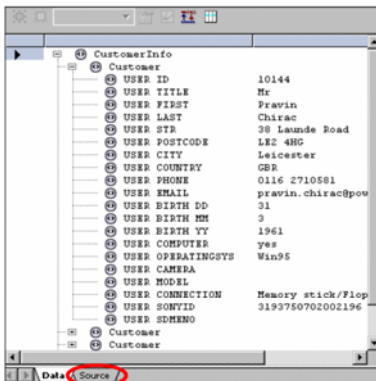 CustomerInfo
Customer
USER ID 10144
USER TITLE Mr
USER FIRST Pravin
USER LAST Chirac
USER STR 38 Launde Road
USER POSTCODE LE2 4HG
USER CITY Leicester
USER COUNTRY GBR
USER PHONE 0116 2710581
USER EMAIL pravin.chirac@pow
USER BIRTH DD 31
USER BIRTH MM 3
USER BIRTH YY 1961
USER COMPUTER yes
USER OPERATINGSYS Win95
USER CAMERA
USER MODEL
USER CONNECTION Memory stick/Flop
USER SONYID 3193750702002196
USER SDMENO
Customer
Customer
Data Source